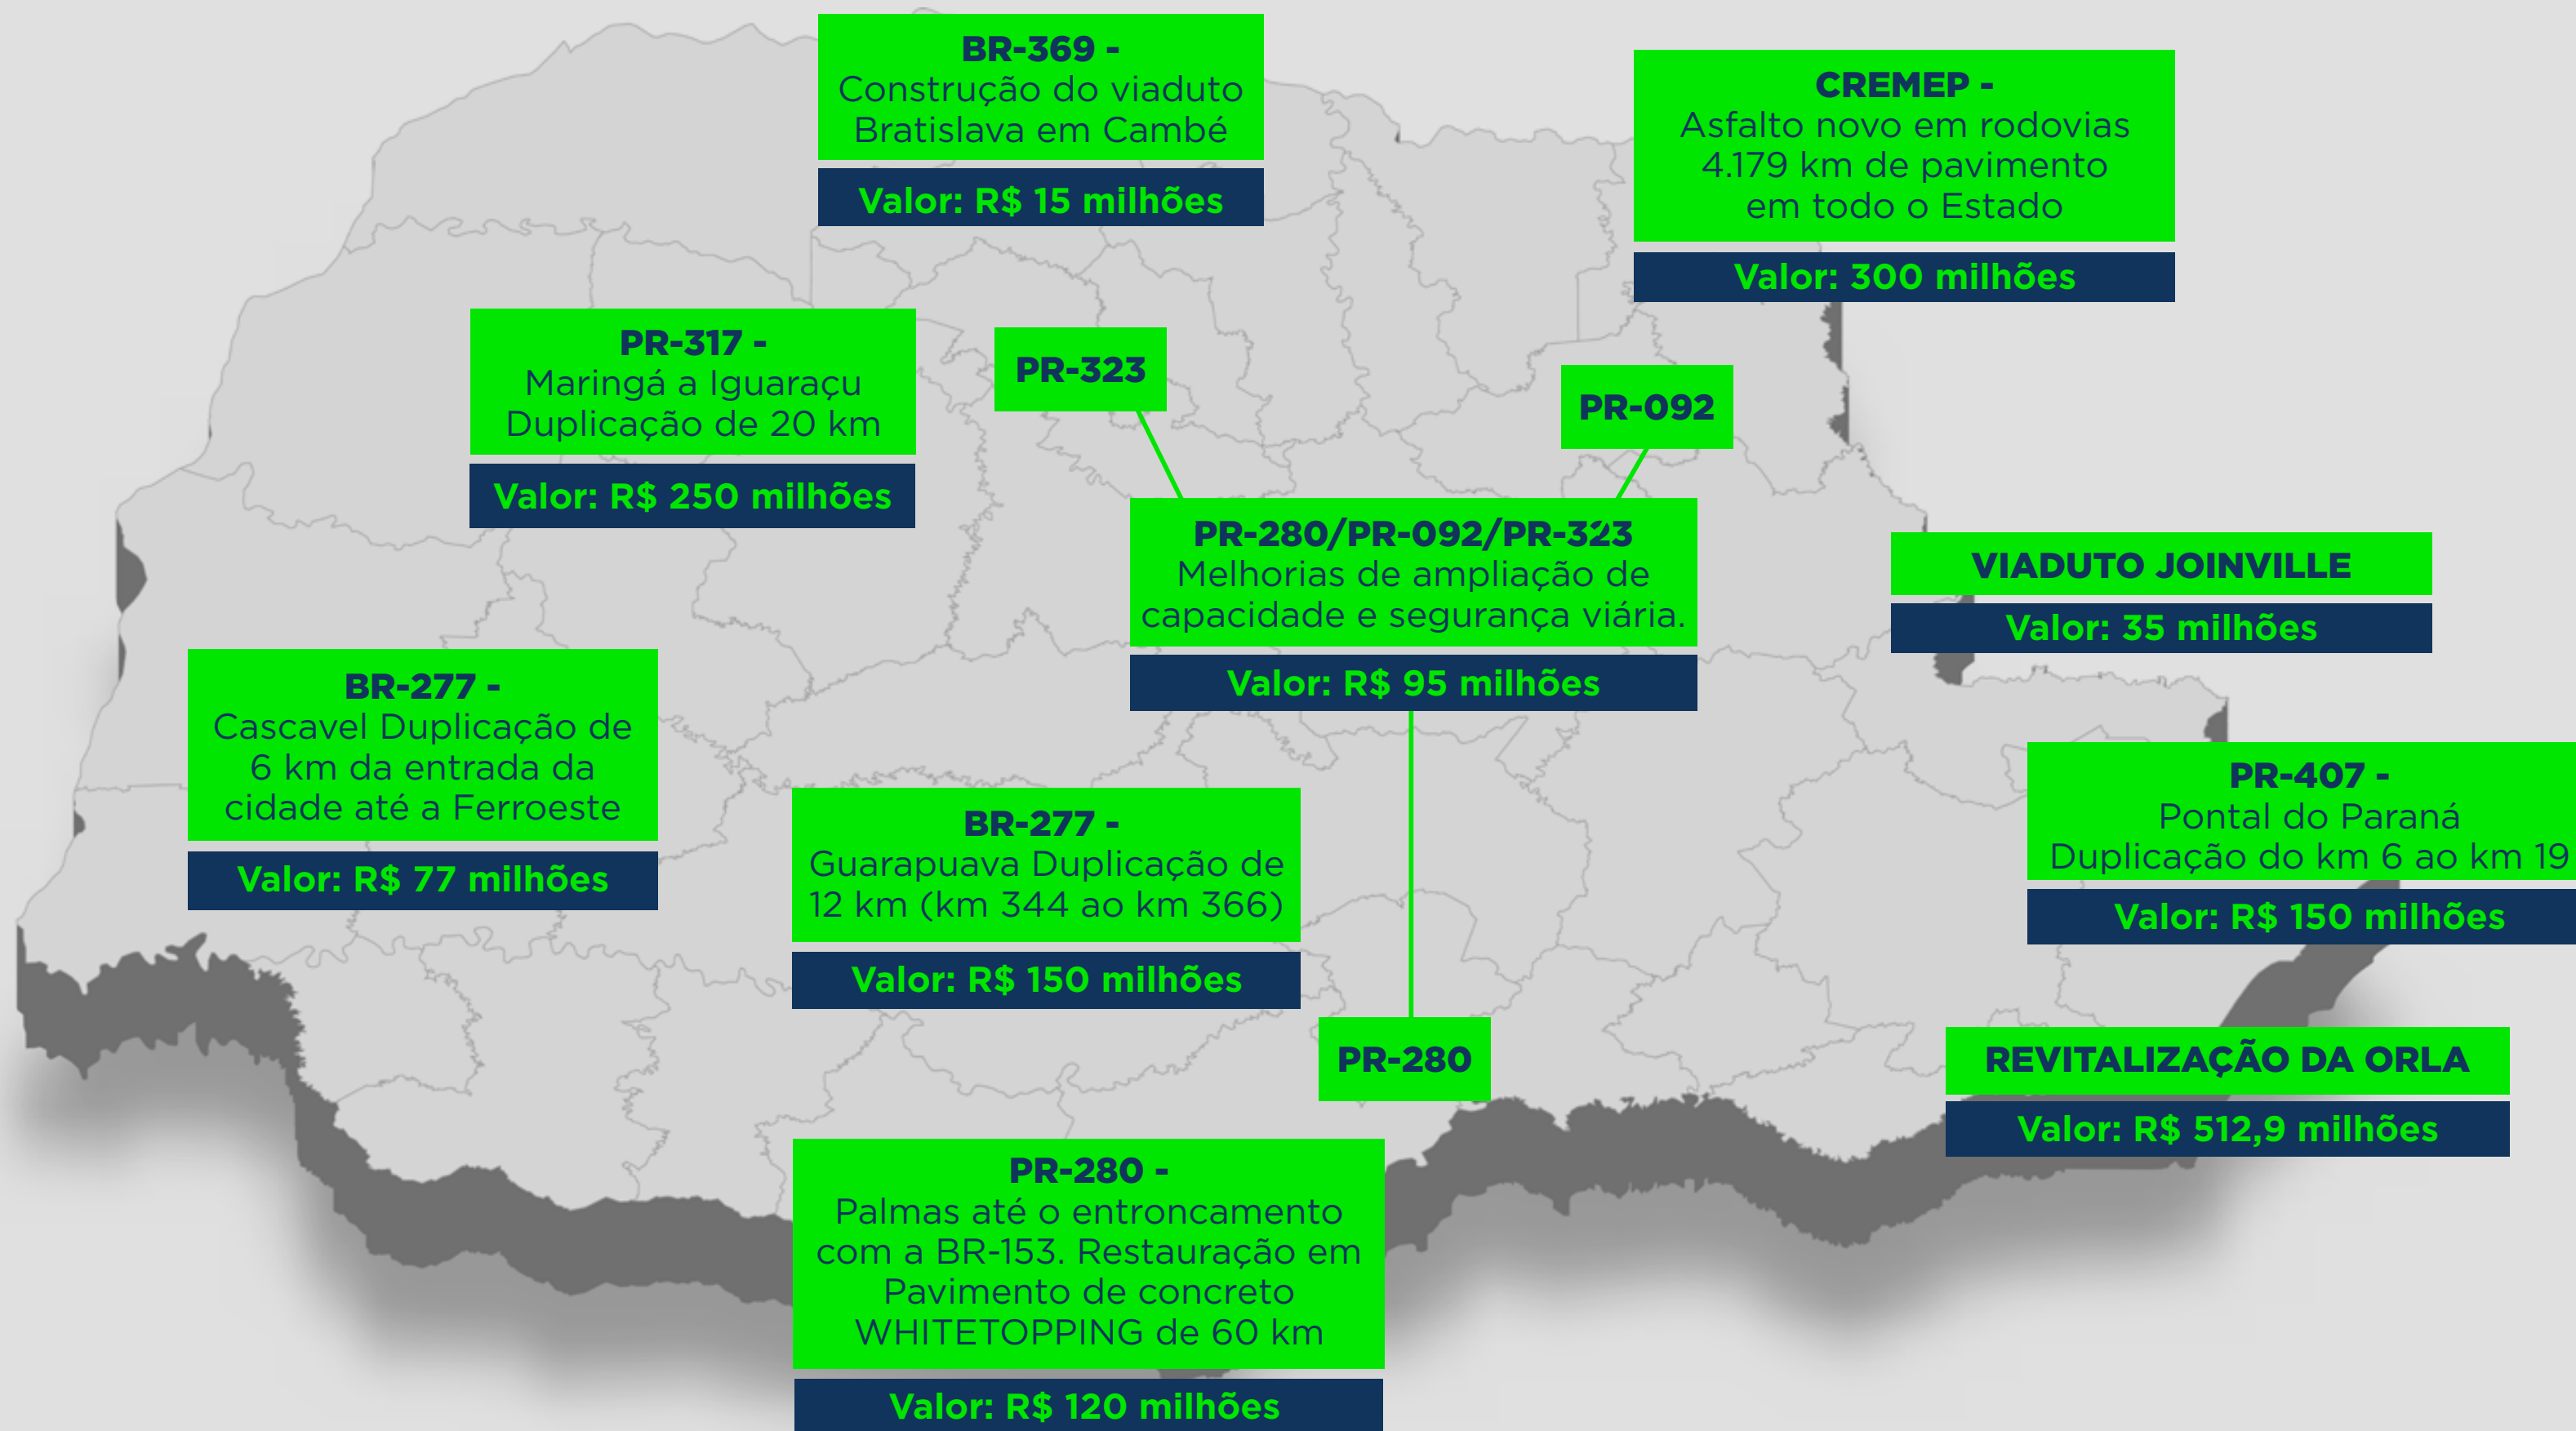 BR-369 -
Construção do viaduto
Bratislava em Cambé
Valor: R$ 15 milhões
CREMEP -
Asfalto novo em rodovias
4.179 km de pavimento
em todo o Estado
Valor: 300 milhões
PR-317 -
Maringá a Iguaraçu
Duplicação de 20 km
Valor: R$ 250 milhões
PR-323
PR-092
PR-280/PR-092/PR-323
Melhorias de ampliação de
capacidade e segurança viária.
Valor: R$ 95 milhões
VIADUTO JOINVILLE
Valor: 35 milhões
BR-277 -
Cascavel Duplicação de
6 km da entrada da
cidade até a Ferroeste
Valor: R$ 77 milhões
BR-277 -
Guarapuava Duplicação de
12 km (km 344 ao km 366)
Valor: R$ 150 milhões
PR-407 -
Pontal do Paraná
Duplicação do km 6 ao km 19
Valor: R$ 150 milhões
PR-280
REVITALIZAÇÃO DA ORLA
Valor: R$ 512,9 milhões
PR-280 -
Palmas até o entroncamento
com a BR-153. Restauração em
Pavimento de concreto
WHITETOPPING de 60 km
Valor: R$ 120 milhões